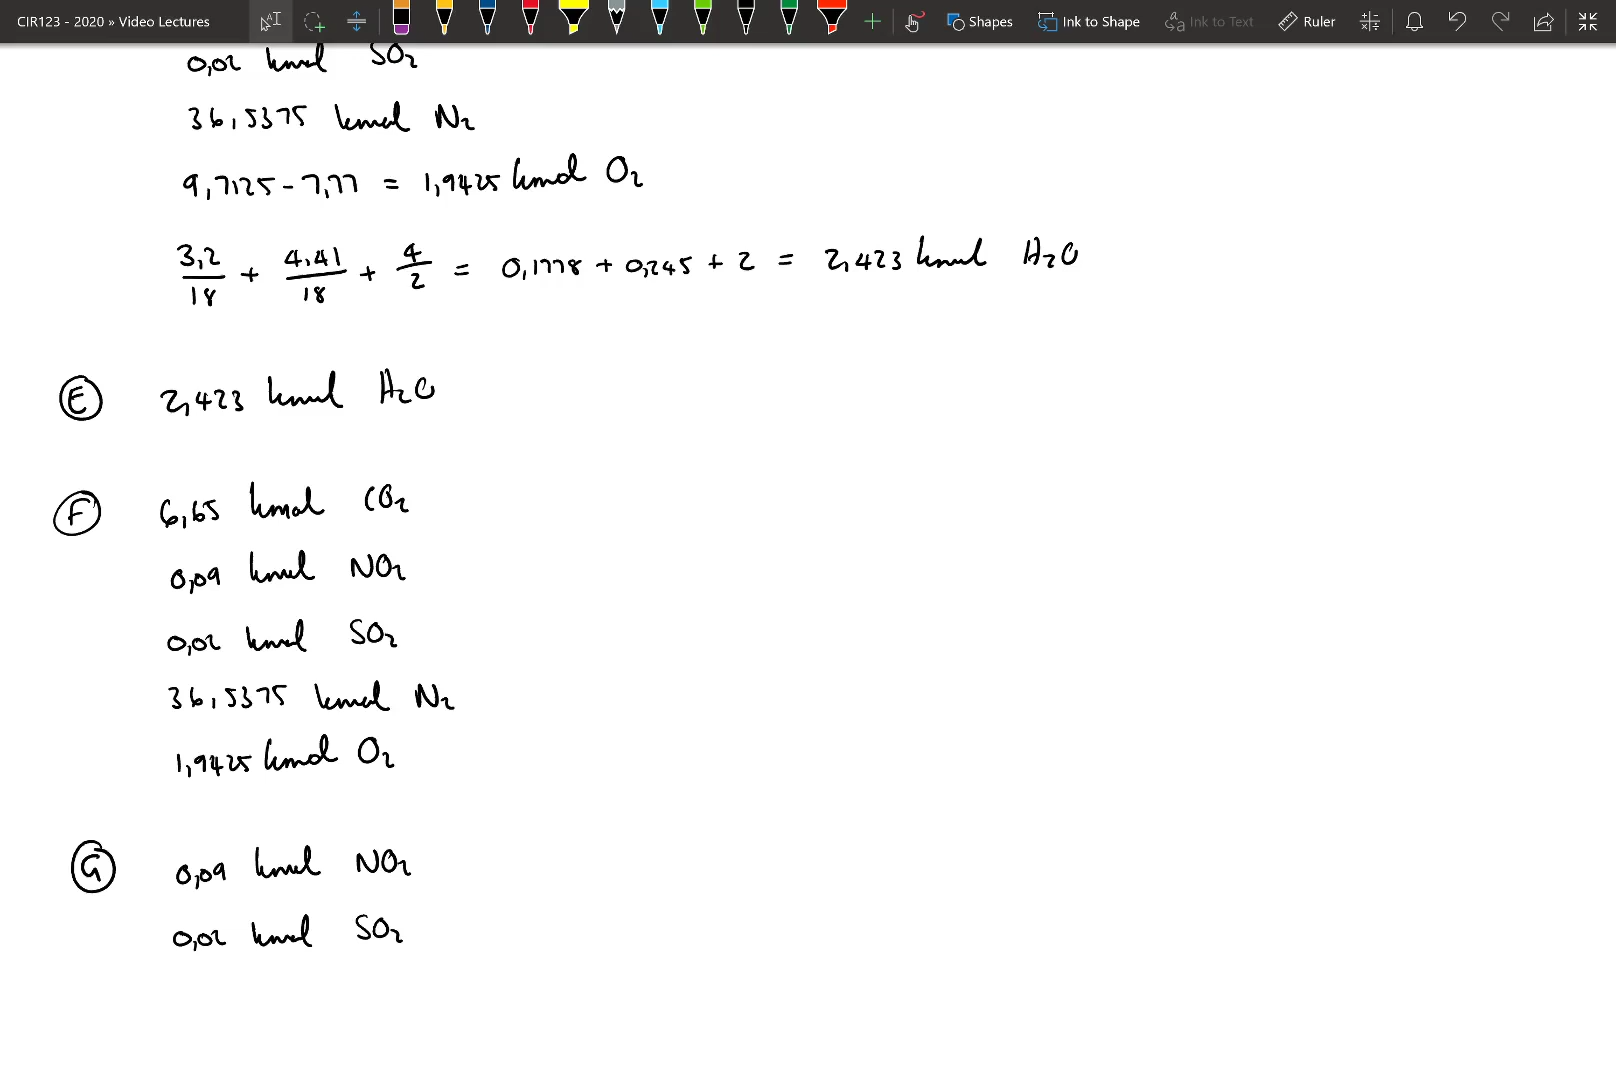 CIR123 - 2020 » Video Lectures Shapes Ink to Shape Ink to Text Ruler
0,02 kmol SO₂
36,5375 kmol N₂
9,7125 - 7,77 = 1,9425 kmol O₂
3,2/18 + 4,41/18 + 4/2 = 0,1778 + 0,245 + 2 = 2,423 kmol H₂O
E 2,423 kmol H₂O
F 6,65 kmol CO₂
0,09 kmol NO₂
0,02 kmol SO₂
36,5375 kmol N₂
1,9425 kmol O₂
G 0,09 kmol NO₂
0,02 kmol SO₂